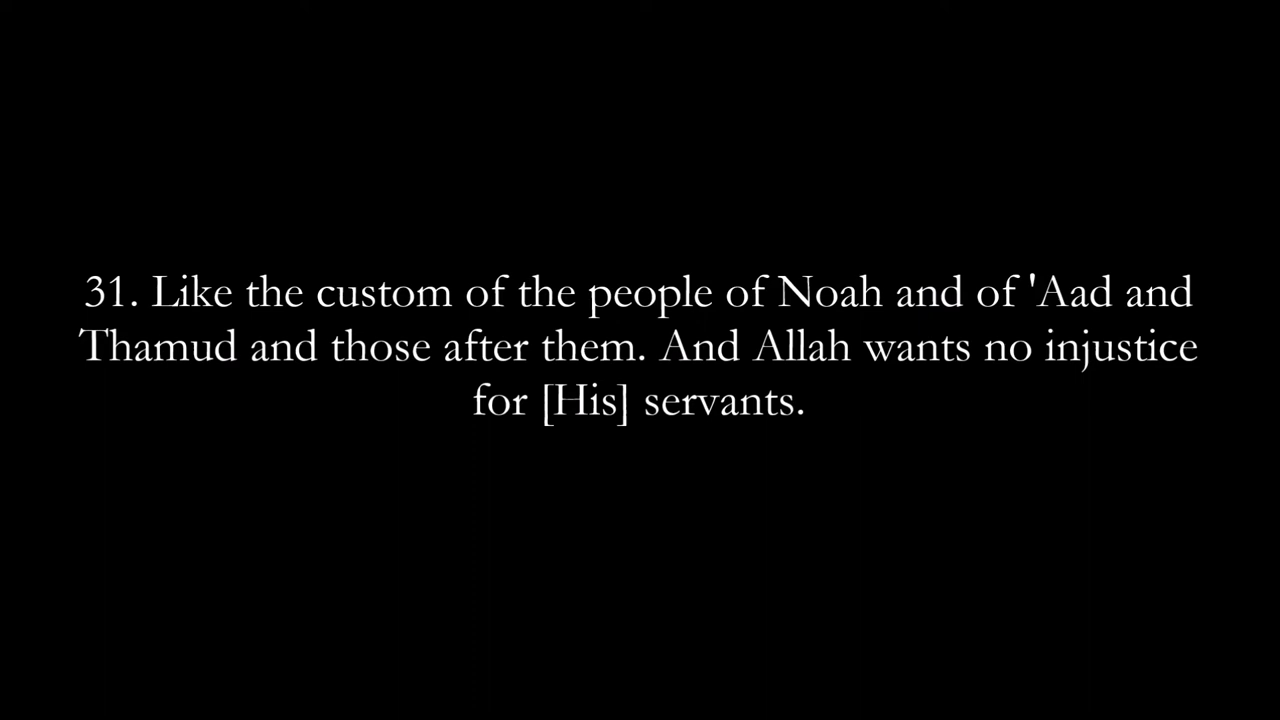 31. Like the custom of the people of Noah and of 'Aad and
Thamud and those after them. And Allah wants no injustice
for [His] servants.